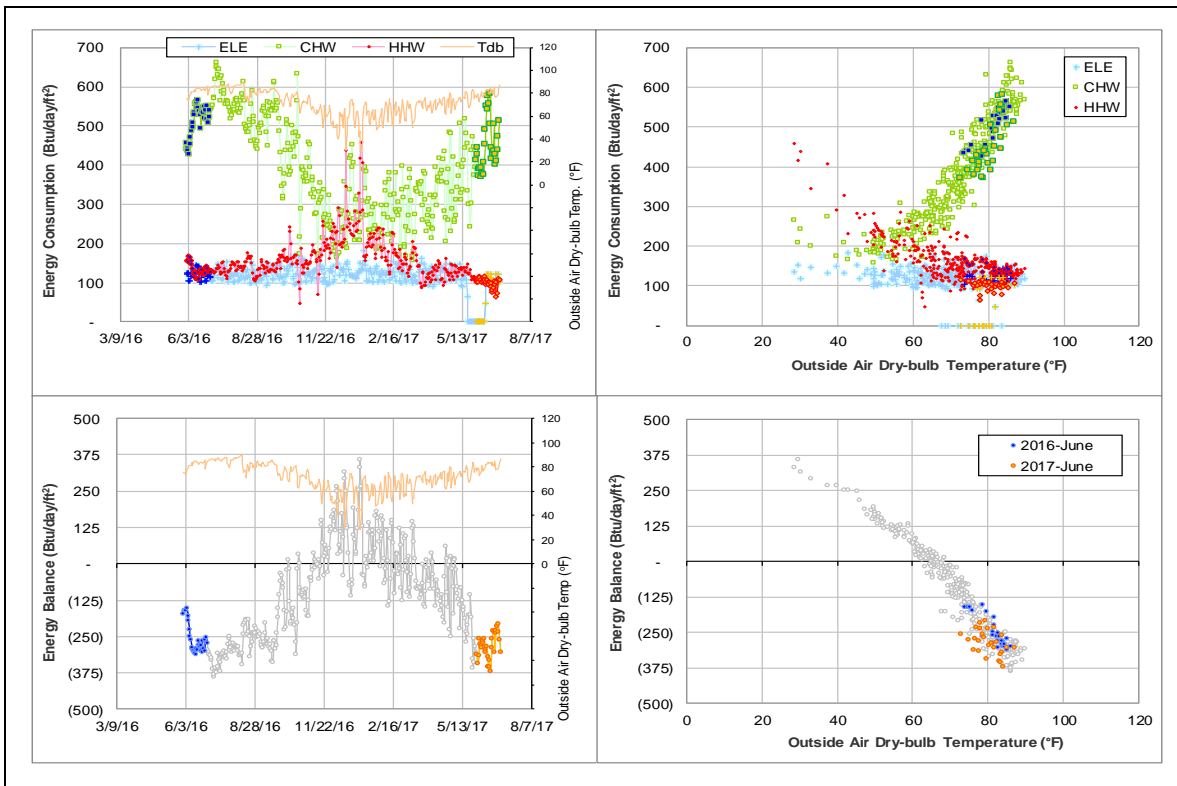 ELE CHW HHW Tdb
700
600
500
400
300
200
100
-
Energy Consumption (Btu/day/ft²)
120
100
80
60
40
20
0
Outside Air Dry-bulb Temp. (°F)
3/9/16 6/3/16 8/28/16 11/22/16 2/16/17 5/13/17 8/7/17
700
600
500
400
300
200
100
-
Energy Consumption (Btu/day/ft²)
ELE
CHW
HHW
0 20 40 60 80 100 120
Outside Air Dry-bulb Temperature (°F)
500
375
250
125
-
(125)
(250)
(375)
(500)
Energy Balance (Btu/day/ft²)
120
100
80
60
40
20
0
Outside Air Dry-bulb Temp (°F)
3/9/16 6/3/16 8/28/16 11/22/16 2/16/17 5/13/17 8/7/17
500
375
250
125
-
(125)
(250)
(375)
(500)
Energy Balance (Btu/day/ft²)
2016-June
2017-June
0 20 40 60 80 100 120
Outside Air Dry-bulb Temperature (°F)